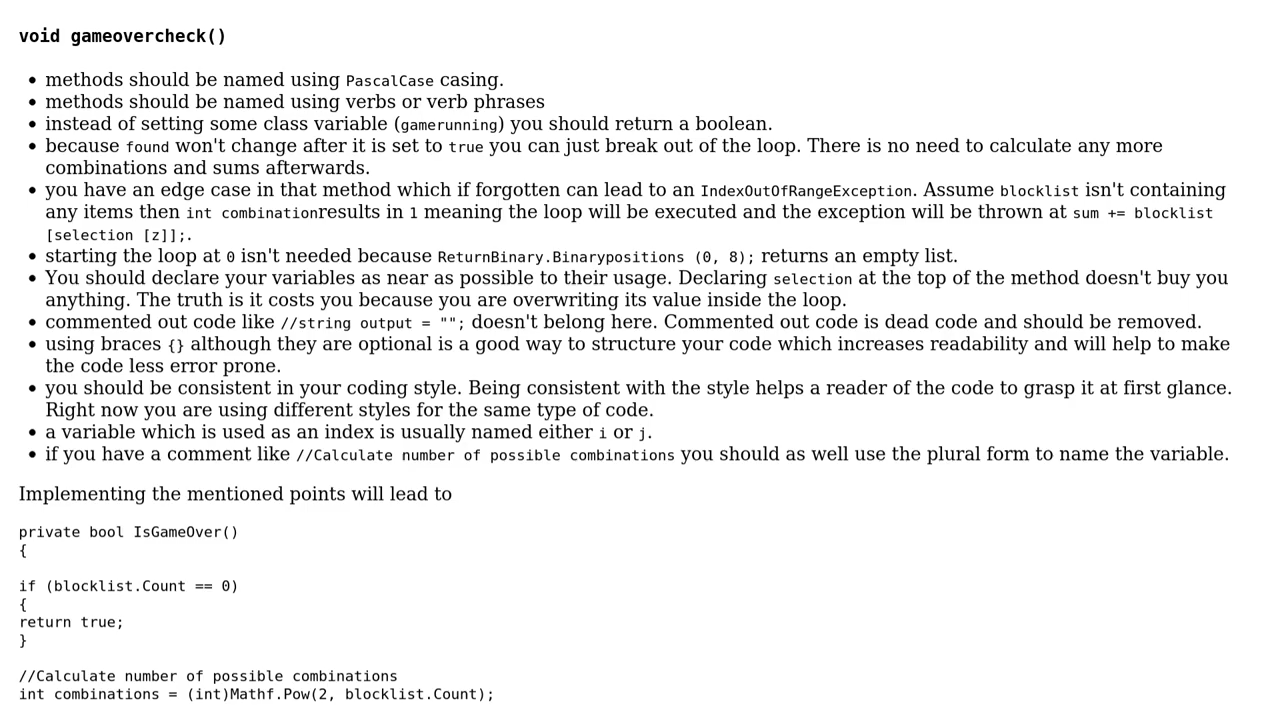 void gameovercheck()
• methods should be named using PascalCase casing.
• methods should be named using verbs or verb phrases
• instead of setting some class variable (gamerunning) you should return a boolean.
• because found won't change after it is set to true you can just break out of the loop. There is no need to calculate any more
combinations and sums afterwards.
• you have an edge case in that method which if forgotten can lead to an IndexOutOfRangeException. Assume blocklist isn't containing
any items then int combinationresults in 1 meaning the loop will be executed and the exception will be thrown at sum += blocklist
[selection [z]];.
• starting the loop at 0 isn't needed because ReturnBinary.Binarypositions (0, 8); returns an empty list.
• You should declare your variables as near as possible to their usage. Declaring selection at the top of the method doesn't buy you
anything. The truth is it costs you because you are overwriting its value inside the loop.
• commented out code like //string output = ""; doesn't belong here. Commented out code is dead code and should be removed.
• using braces {} although they are optional is a good way to structure your code which increases readability and will help to make
the code less error prone.
• you should be consistent in your coding style. Being consistent with the style helps a reader of the code to grasp it at first glance.
Right now you are using different styles for the same type of code.
• a variable which is used as an index is usually named either i or j.
• if you have a comment like //Calculate number of possible combinations you should as well use the plural form to name the variable.
Implementing the mentioned points will lead to
private bool IsGameOver()
{
if (blocklist.Count == 0)
{
return true;
}
//Calculate number of possible combinations
int combinations = (int)Mathf.Pow(2, blocklist.Count);